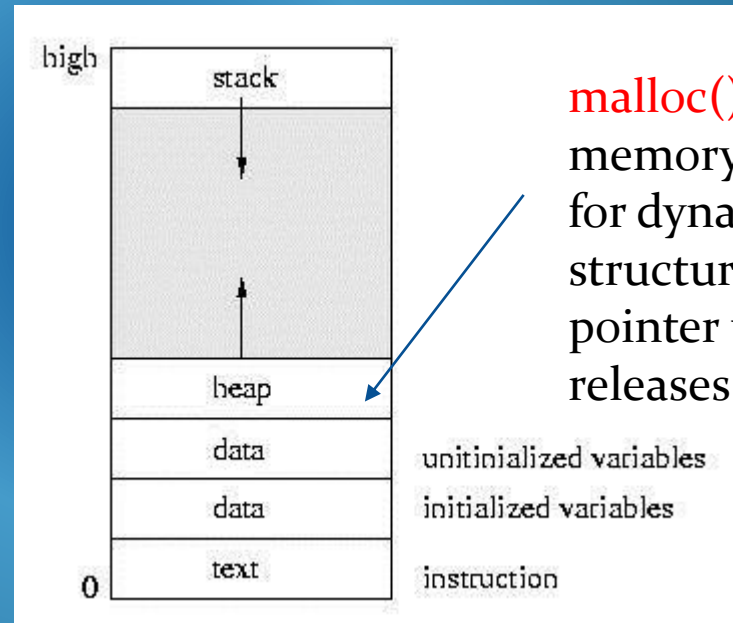 high
stack
malloc()
memory
for dyna
structur
pointer
releases
heap
data unitinialized variables
data initialized variables
text instruction
0